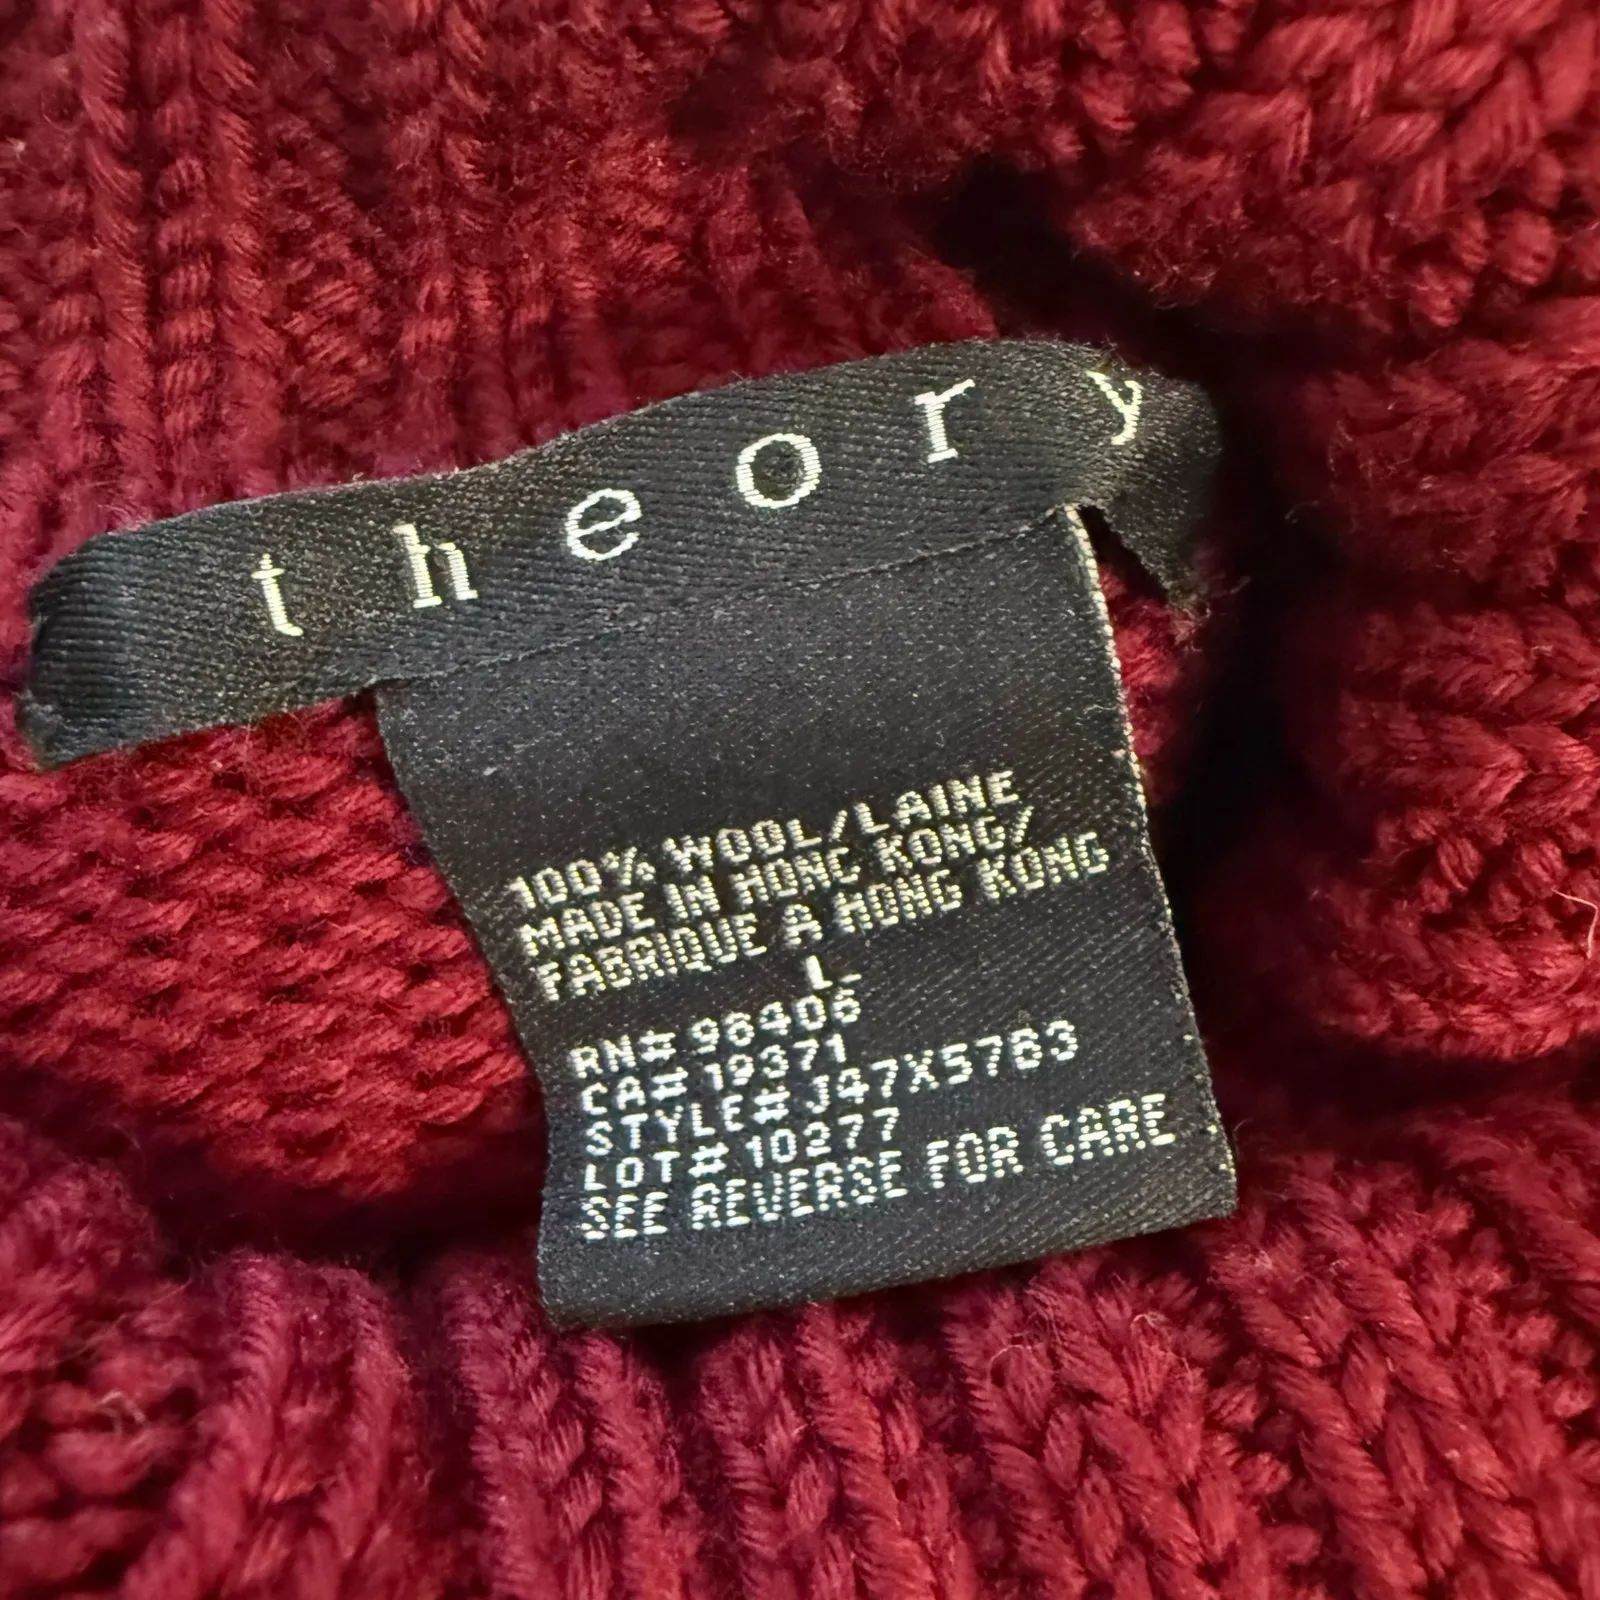 theory
100% WOOL/LAINE
MADE IN HONG KONG/
FABRIQUE A HONG KONG
L
RN# 96406
CA# 19371
STYLE# J47X5763
LOT# 10277
SEE REVERSE FOR CARE